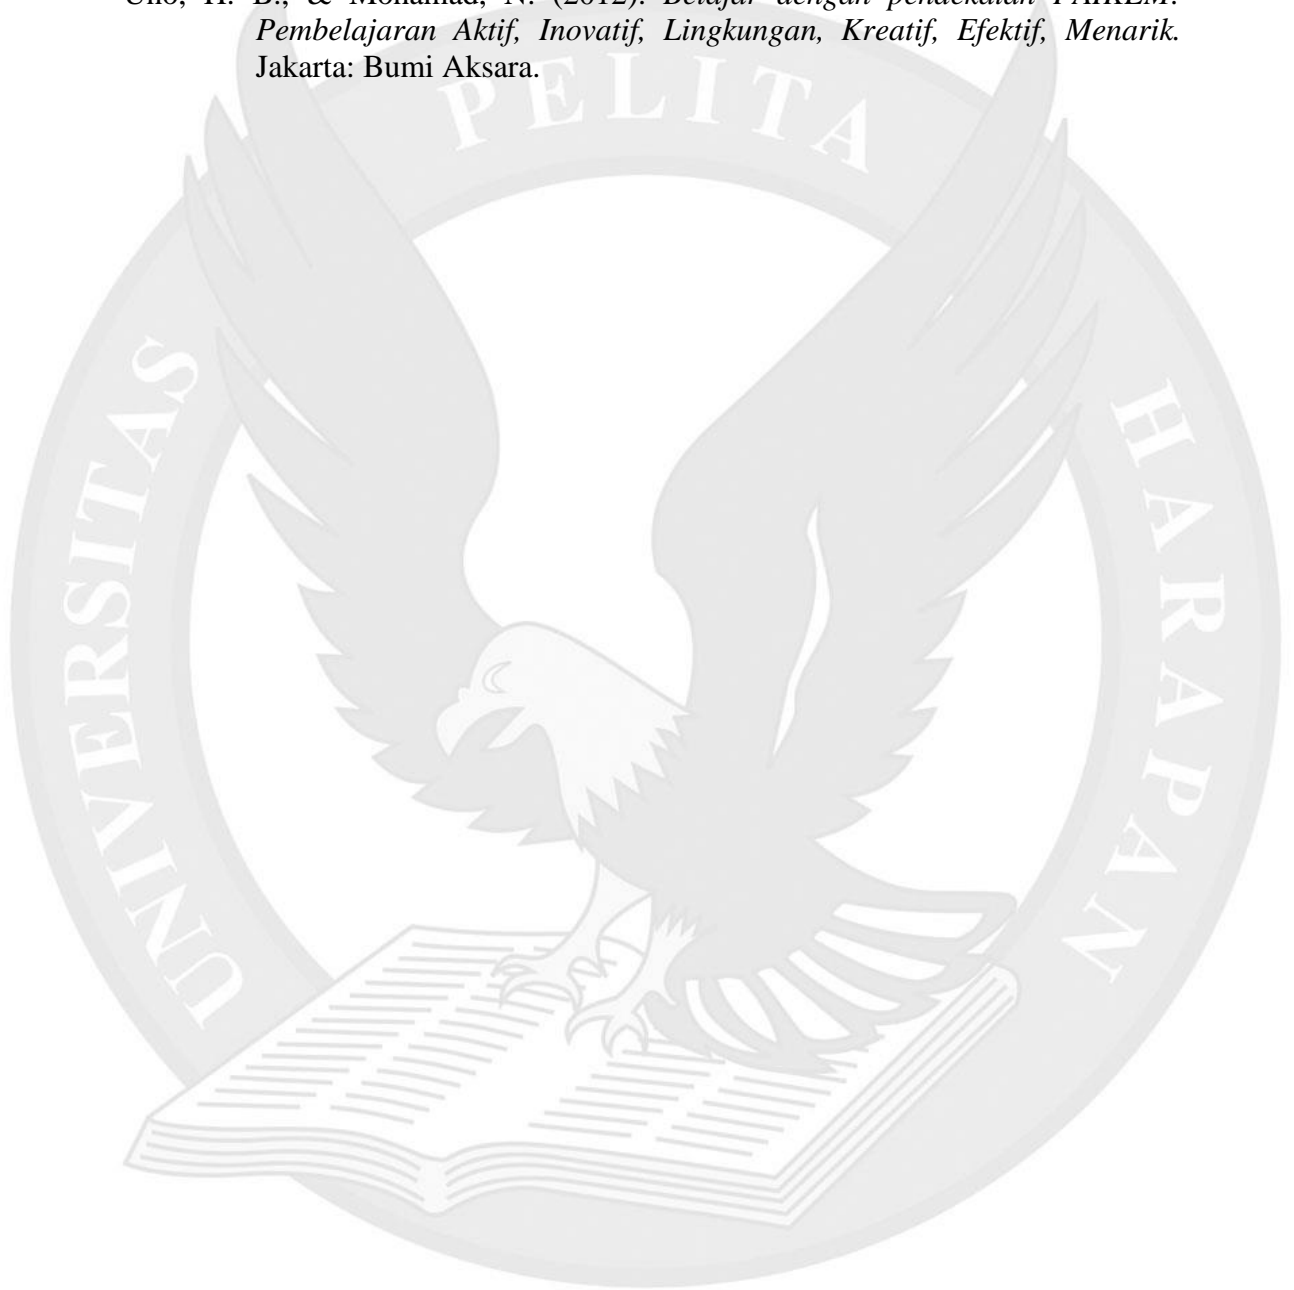 Uno, H. B., & Mohamad, N. (2012). Belajar dengan pendekatan PAIKEM:
Pembelajaran Aktif, Inovatif, Lingkungan, Kreatif, Efektif, Menarik.
Jakarta: Bumi Aksara.
UNIVERSITAS
PELITA
HARAPAN